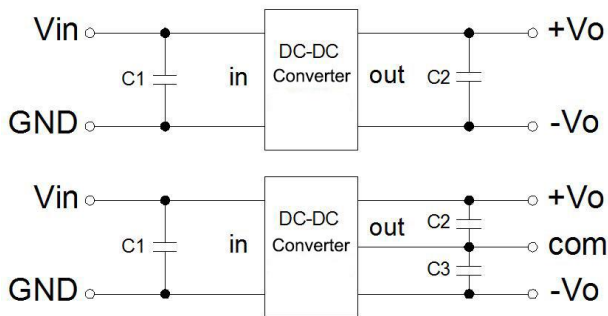 Vin
+Vo
DC-DC
Converter
C1
in
out
C2
GND
-Vo
Vin
+Vo
DC-DC
Converter
C1
in
out
C2
com
C3
GND
-Vo